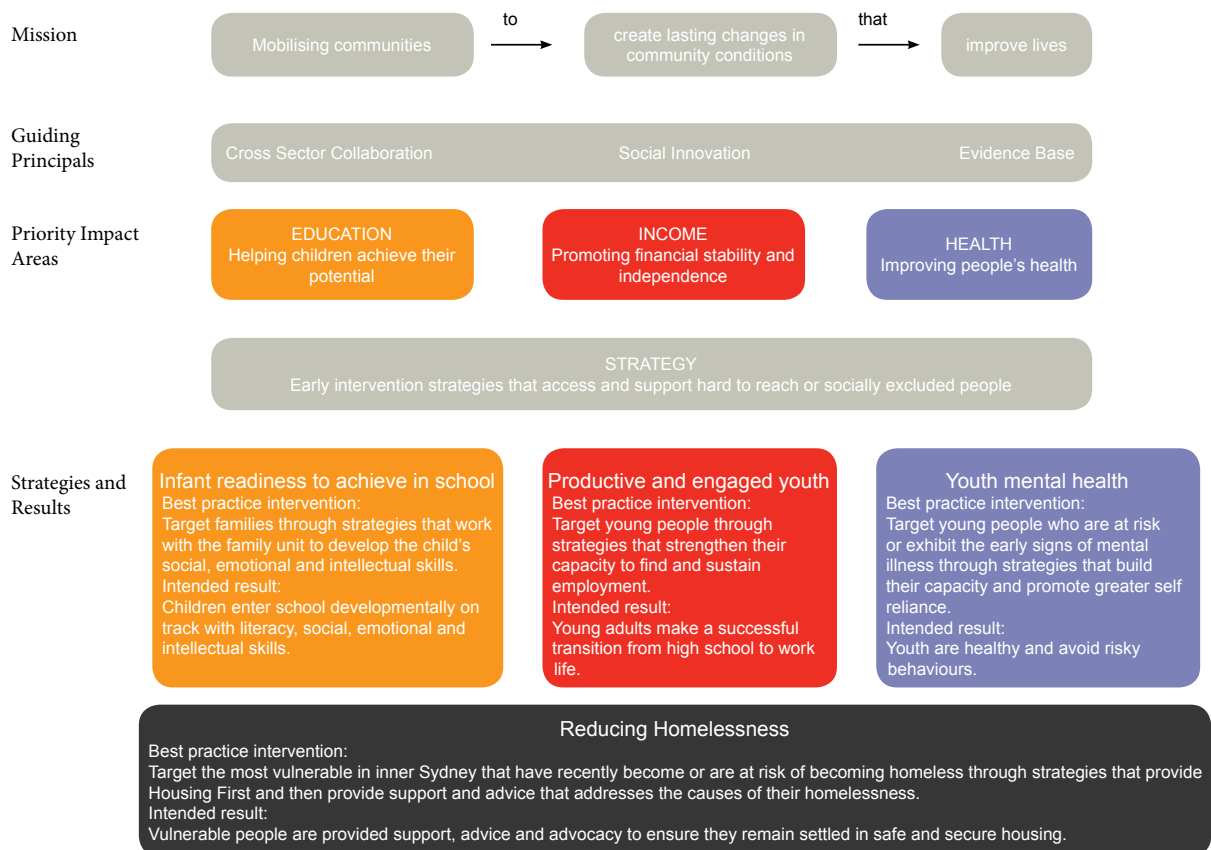 Mission
Mobilising communities
to
create lasting changes in
community conditions
that
improve lives
Guiding
Principals
Cross Sector Collaboration
Social Innovation
Evidence Base
Priority Impact
Areas
EDUCATION
Helping children achieve their
potential
INCOME
Promoting financial stability and
independence
HEALTH
Improving people's health
STRATEGY
Early intervention strategies that access and support hard to reach or socially excluded people
Strategies and
Results
Infant readiness to achieve in school
Best practice intervention:
Target families through strategies that work
with the family unit to develop the child's
social, emotional and intellectual skills.
Intended result:
Children enter school developmentally on
track with literacy, social, emotional and
intellectual skills.
Productive and engaged youth
Best practice intervention:
Target young people through
strategies that strengthen their
capacity to find and sustain
employment.
Intended result:
Young adults make a successful
transition from high school to work
life.
Youth mental health
Best practice intervention:
Target young people who are at risk
or exhibit the early signs of mental
illness through strategies that build
their capacity and promote greater self
reliance.
Intended result:
Youth are healthy and avoid risky
behaviours.
Reducing Homelessness
Best practice intervention:
Target the most vulnerable in inner Sydney that have recently become or are at risk of becoming homeless through strategies that provide
Housing First and then provide support and advice that addresses the causes of their homelessness.
Intended result:
Vulnerable people are provided support, advice and advocacy to ensure they remain settled in safe and secure housing.